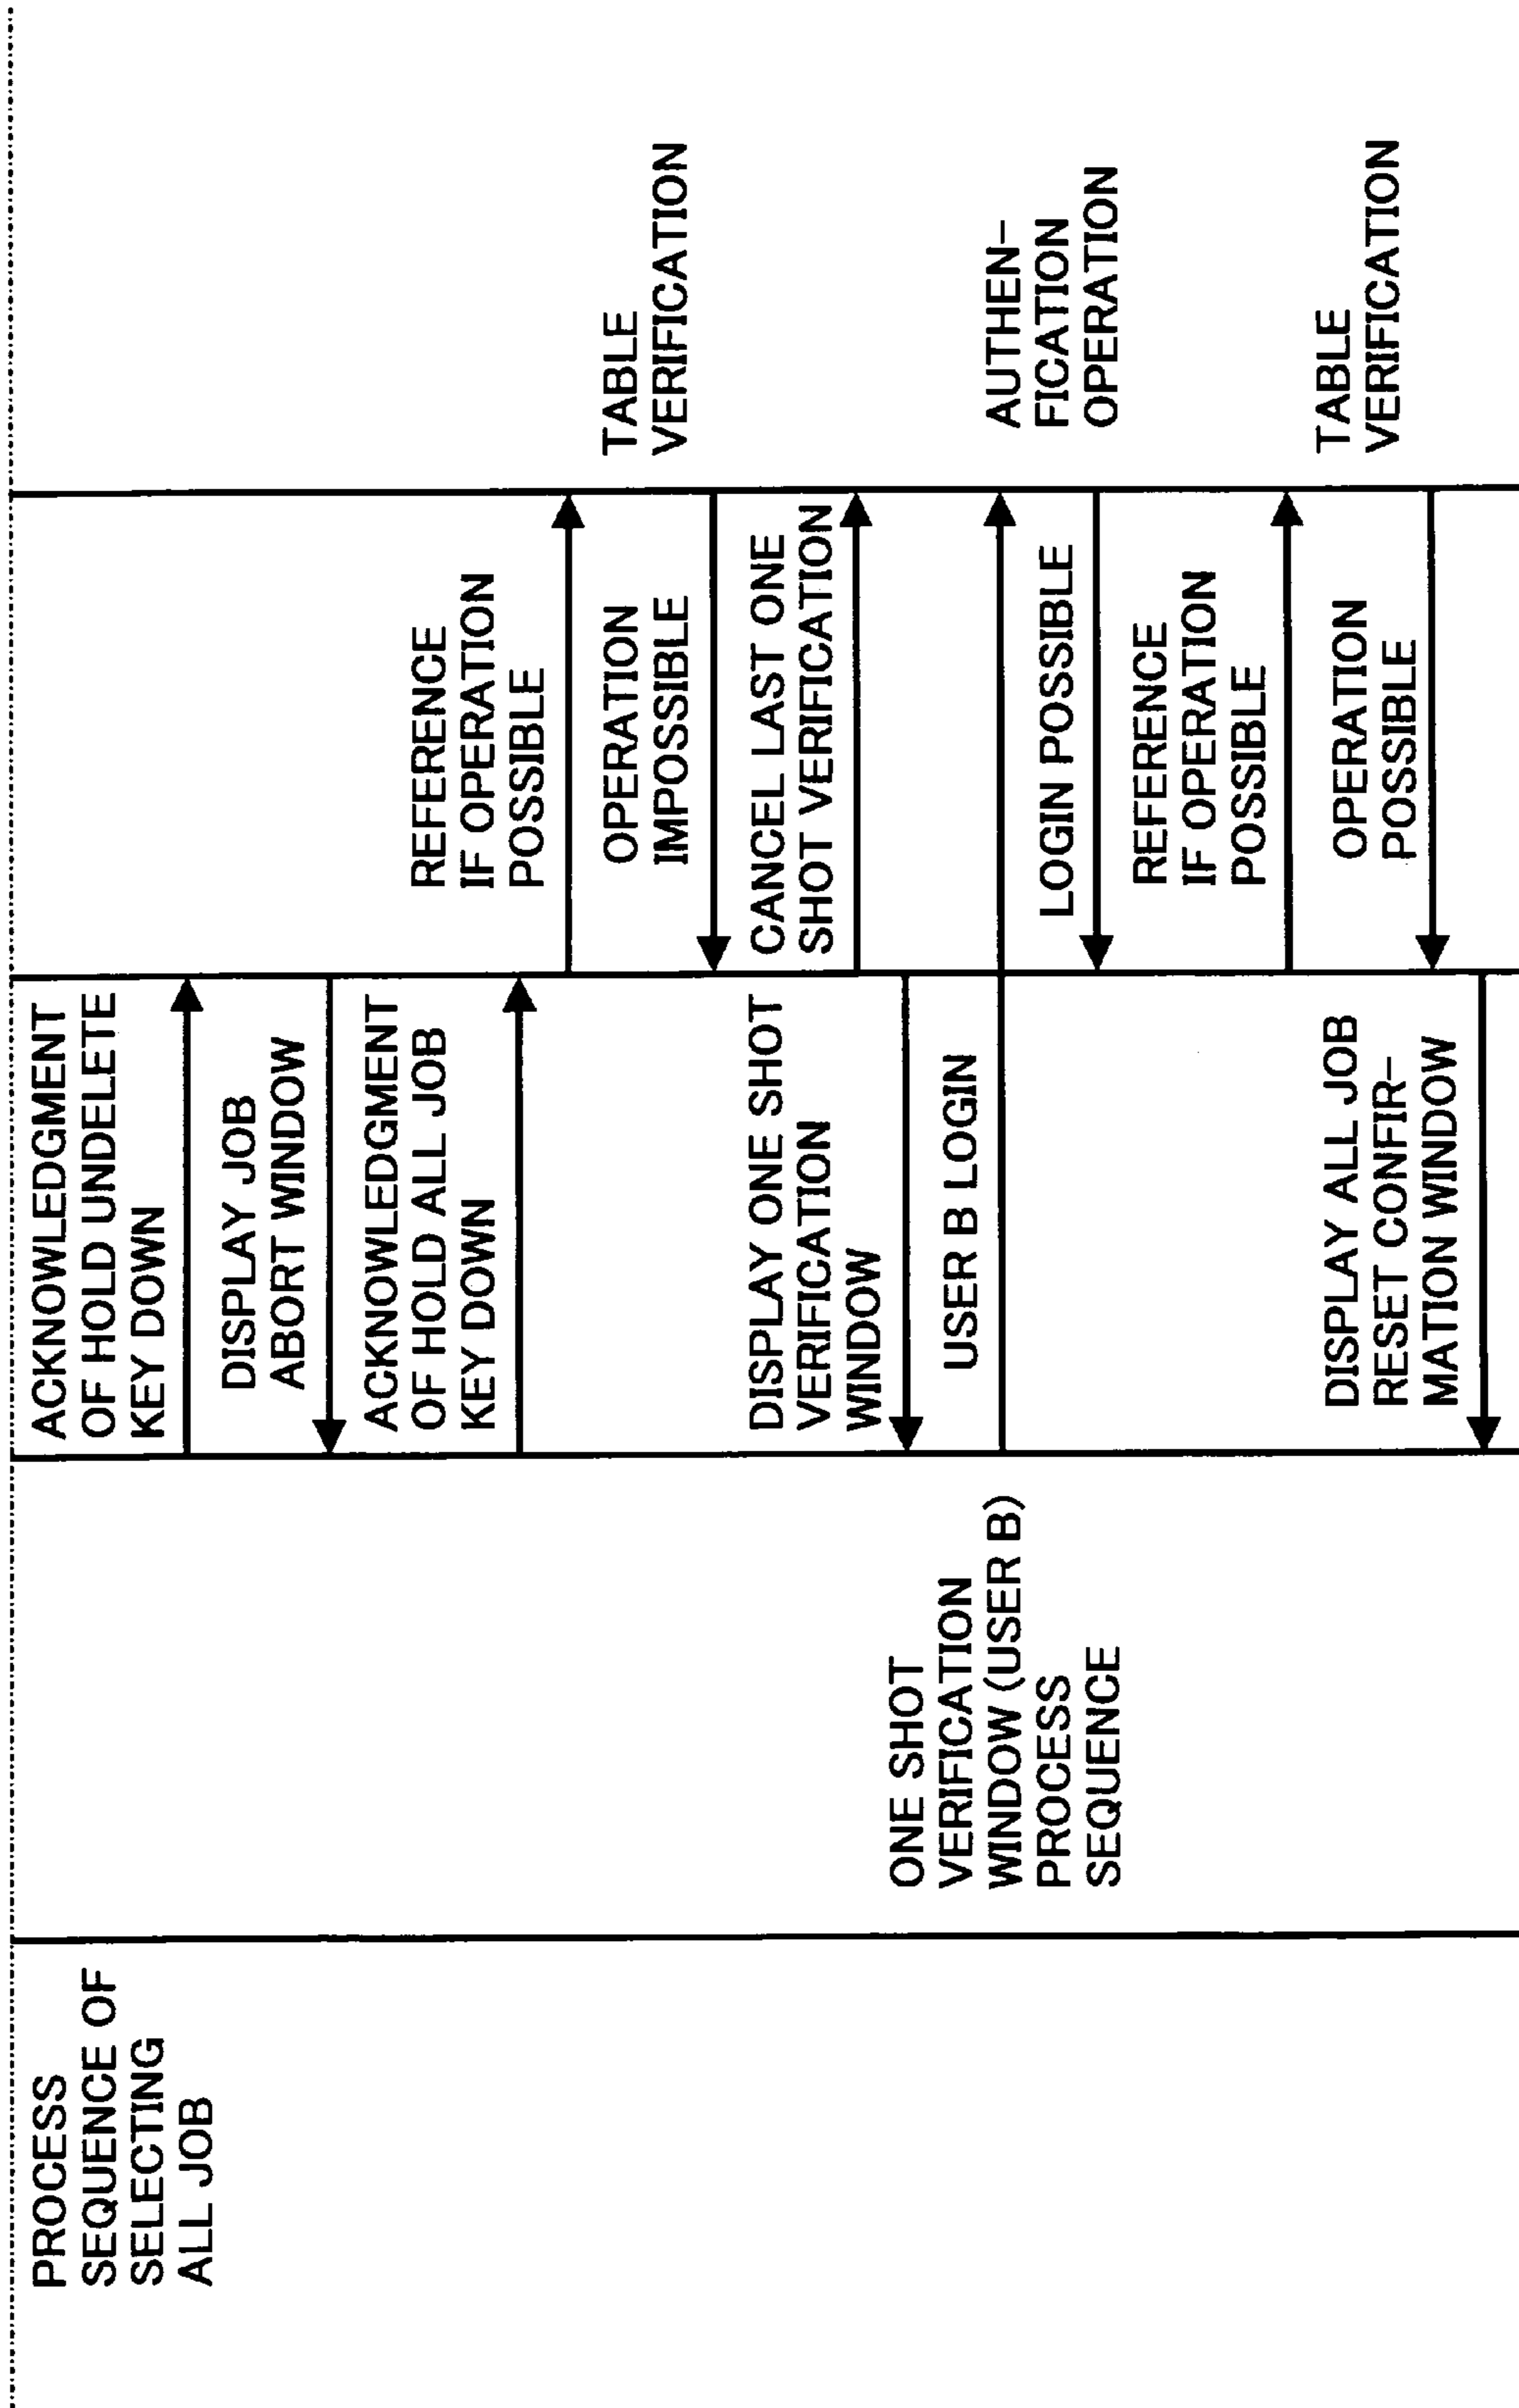 PROCESS
SEQUENCE OF
SELECTING
ALL JOB
ACKNOWLEDGMENT
OF HOLD UNDELETE
KEY DOWN
DISPLAY JOB
ABORT WINDOW
ACKNOWLEDGMENT
OF HOLD ALL JOB
KEY DOWN
REFERENCE
IF OPERATION
POSSIBLE
TABLE
VERIFICATION
OPERATION
IMPOSSIBLE
CANCEL LAST ONE
SHOT VERIFICATION
DISPLAY ONE SHOT
VERIFICATION
WINDOW
ONE SHOT
VERIFICATION
WINDOW (USER B)
PROCESS
SEQUENCE
USER B LOGIN
AUTHEN-
FICATION
OPERATION
LOGIN POSSIBLE
REFERENCE
IF OPERATION
POSSIBLE
TABLE
VERIFICATION
OPERATION
POSSIBLE
DISPLAY ALL JOB
RESET CONFIR-
MATION WINDOW